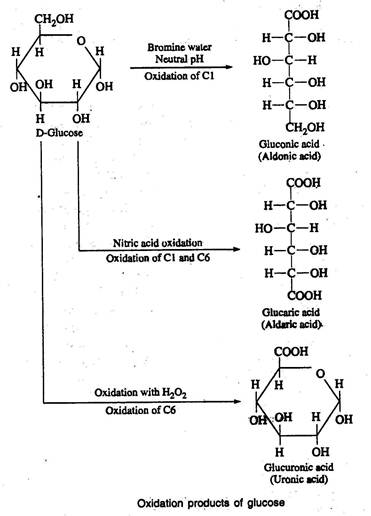 CH₂OH
H
O
H
H
H
OH OH
H
OH
H
OH
D-Glucose
Bromine water
Neutral pH
Oxidation of C1
COOH
H—C—OH
HO—C—H
H—C—OH
H—C—OH
CH₂OH
Gluconic acid
(Aldonic acid)
Nitric acid oxidation
Oxidation of C1 and C6
COOH
H—C—OH
HO—C—H
H—C—OH
H—C—OH
COOH
Glucaric acid
(Aldaric acid)
Oxidation with H₂O₂
Oxidation of C6
COOH
H
O
H
H
H
OH OH
H
OH
H
OH
Glucuronic acid
(Uronic acid)
Oxidation products of glucose